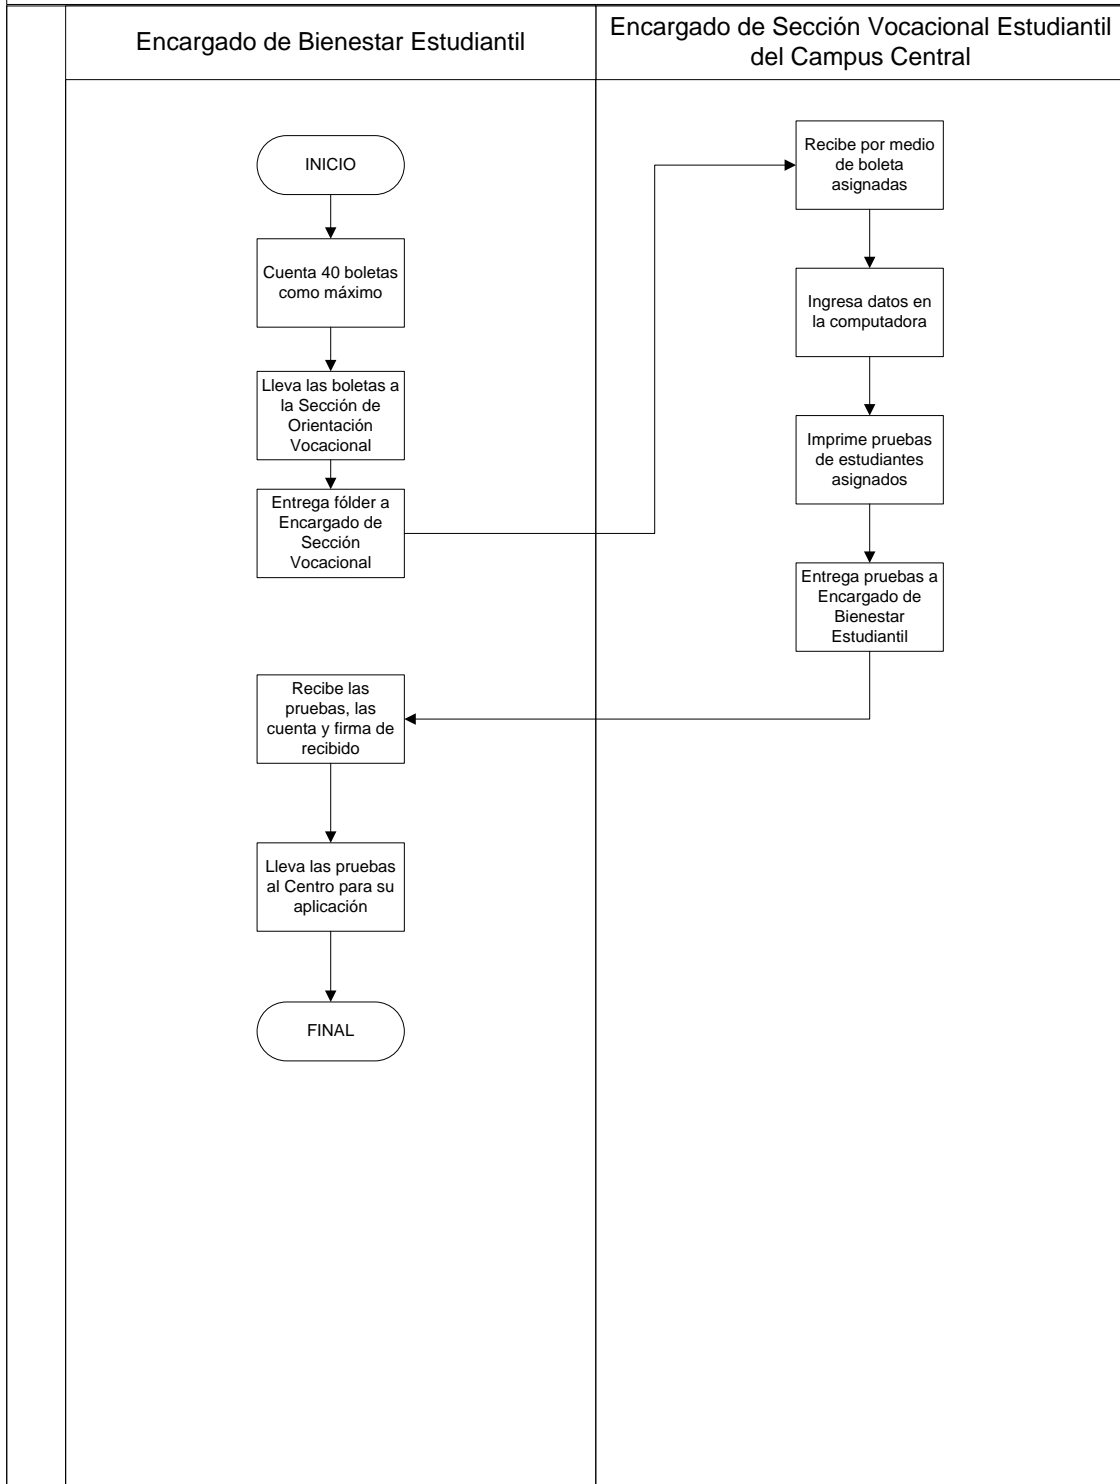 Encargado de Bienestar Estudiantil
Encargado de Sección Vocacional Estudiantil
del Campus Central
INICIO
Cuenta 40 boletas
como máximo
Lleva las boletas a
la Sección de
Orientación
Vocacional
Entrega fólder a
Encargado de
Sección
Vocacional
Recibe por medio
de boleta
asignadas
Ingresa datos en
la computadora
Imprime pruebas
de estudiantes
asignados
Entrega pruebas a
Encargado de
Bienestar
Estudiantil
Recibe las
pruebas, las
cuenta y firma de
recibido
Lleva las pruebas
al Centro para su
aplicación
FINAL